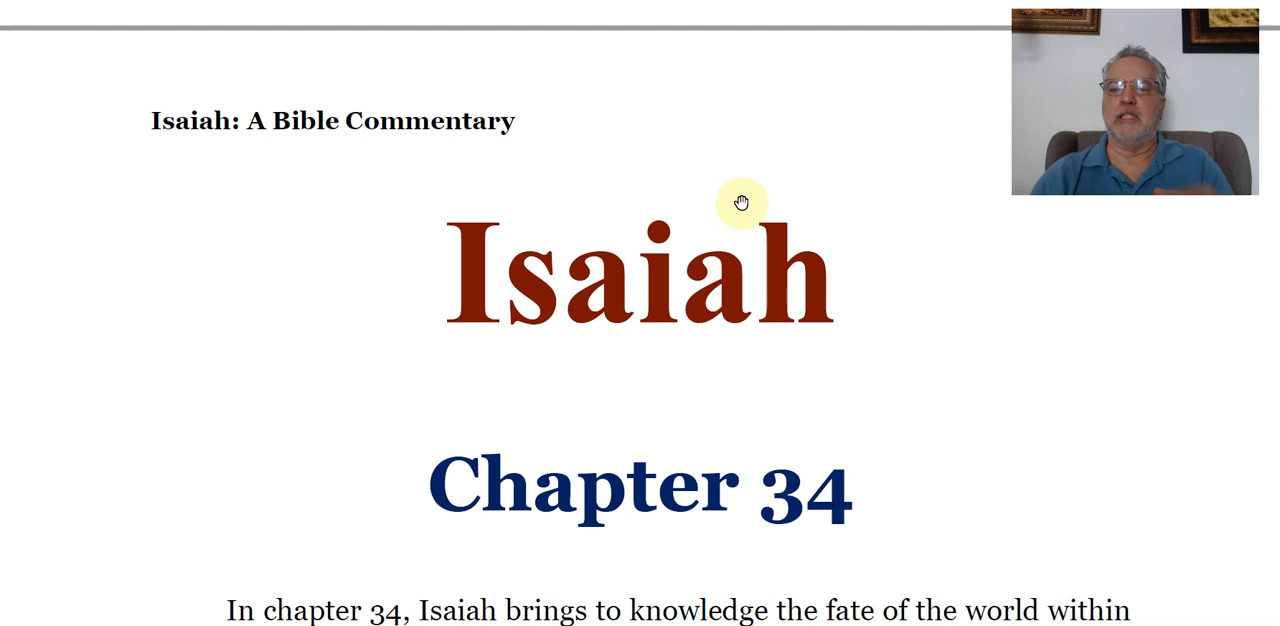 Isaiah: A Bible Commentary
Isaiah
Chapter 34
In chapter 34, Isaiah brings to knowledge the fate of the world within